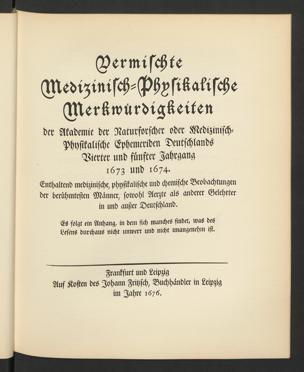 Vermischte
Medizinisch-Physikalische
Merkwürdigkeiten
der Akademie der Naturforscher oder Medizinisch-
Physikalische Ephemeriden Deutschlands
Vierter und fünfter Jahrgang
1673 und 1674.
Enthaltend medizinische, physikalische und chemische Beobachtungen
der berühmtesten Männer, sowohl Aerzte als anderer Gelehrter
in und außer Deutschland.
Es folgt ein Anhang, in dem sich manches findet, was des
Lesens durchaus nicht unwert und nicht unangenehm ist.
Frankfurt und Leipzig
Auf Kosten des Johann Fritzsch, Buchhändler in Leipzig
im Jahre 1676.